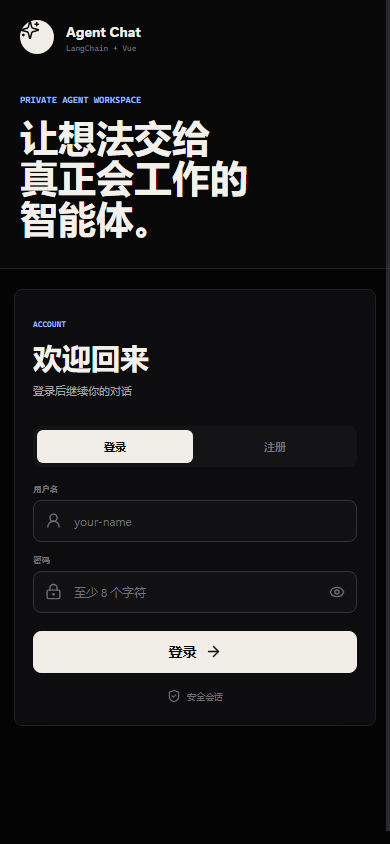 Agent Chat
LangChain + Vue
PRIVATE AGENT WORKSPACE
让想法交给
真正会工作的
智能体。
ACCOUNT
欢迎回来
登录后继续你的对话
登录
注册
用户名
your-name
密码
至少 8 个字符
登录
安全会话